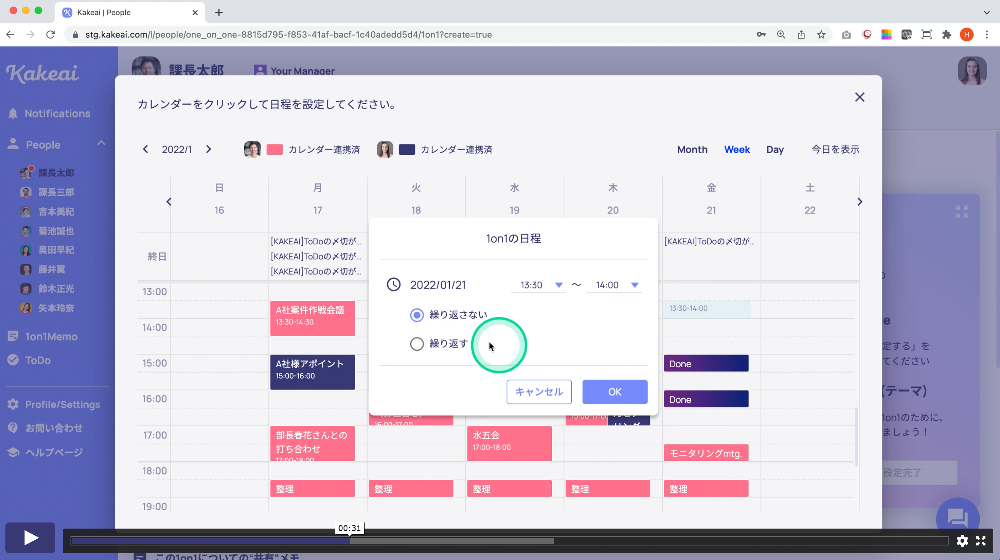 Kakeai | People
stg.kakeai.com/l/people/one_on_one-8815d795-f853-41af-bacf-1c40adedd5d4/1on1?create=true
H
Kakeai
課長太郎
Your Manager
Notifications
People
課長太郎
課長三郎
吉本美紀
菊池誠也
奥田早紀
藤井翼
鈴木正光
矢本玲奈
1on1Memo
ToDo
Profile/Settings
お問い合わせ
ヘルプページ
カレンダーをクリックして日程を設定してください。
2022/1
カレンダー連携済
カレンダー連携済
Month
Week
Day
今日を表示
日
月
火
水
木
金
土
16
17
18
19
20
21
22
終日
[KAKEAI]ToDoの〆切が...
[KAKEAI]ToDoの〆切が...
[KAKEAI]ToDoの〆切が...
[KAKEAI]ToDoの〆切が...
13:00
14:00
15:00
16:00
17:00
18:00
19:00
A社案件作戦会議
13:30-14:30
A社様アポイント
15:00-16:00
部長春花さんとの
打ち合わせ
17:00-18:00
整理
16:00-17:00
整理
水五会
17:00-18:00
整理
15:00-17:00
整理
13:30-14:00
Done
Done
モニタリングmtg.
整理
1on1の日程
2022/01/21
13:30
〜
14:00
繰り返さない
繰り返す
キャンセル
OK
e
定する」を
てください
(テーマ)
1on1のために、
ましょう！
設定完了
00:31
この1on1についての“共有”メモ